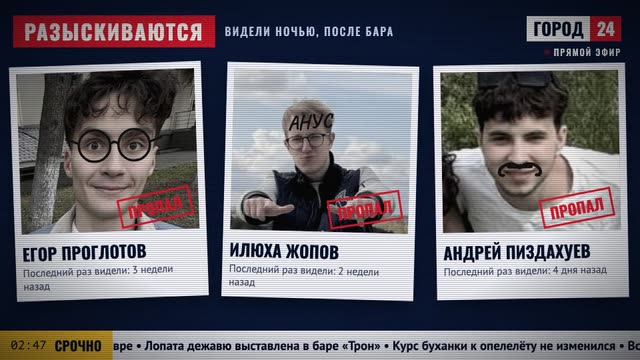 РАЗЫСКИВАЮТСЯ
ВИДЕЛИ НОЧЬЮ, ПОСЛЕ БАРА
ГОРОД 24
ПРЯМОЙ ЭФИР
АНУС
ПРОПАЛ
ПРОПАЛ
ПРОПАЛ
ЕГОР ПРОГЛОТОВ
Последний раз видели: 3 недели
назад
ИЛЮХА ЖОПОВ
Последний раз видели: 2 недели
назад
АНДРЕЙ ПИЗДАХУЕВ
Последний раз видели: 4 дня назад
02:47 СРОЧНО вре • Лопата дежавю выставлена в баре «Трон» • Курс буханки к опелелёту не изменился • Вс